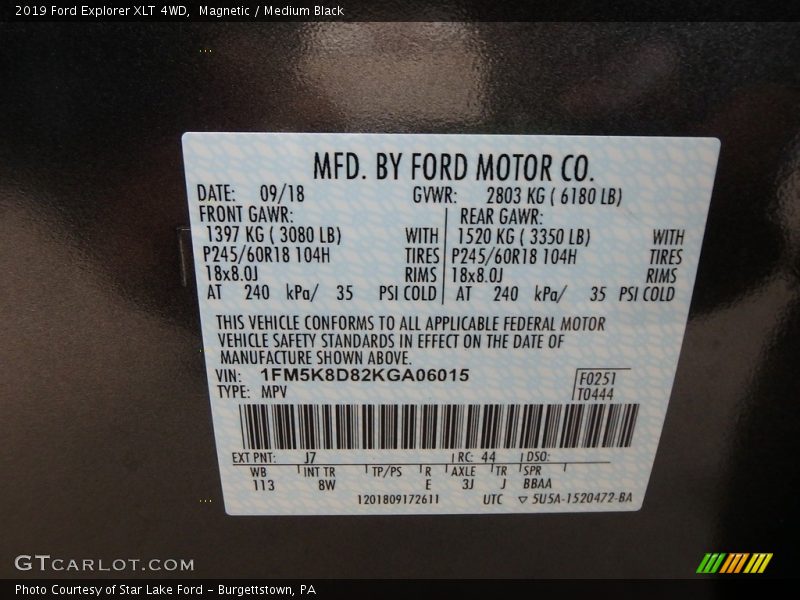 2019 Ford Explorer XLT 4WD,  Magnetic / Medium Black
MFD. BY FORD MOTOR CO.
DATE: 09/18 GVWR: 2803 KG ( 6180 LB)
FRONT GAWR: REAR GAWR:
1397 KG ( 3080 LB) WITH 1520 KG ( 3350 LB) WITH
P245/60R18 104H TIRES P245/60R18 104H TIRES
18x8.0J RIMS 18x8.0J RIMS
AT 240 kPa/ 35 PSI COLD AT 240 kPa/ 35 PSI COLD
THIS VEHICLE CONFORMS TO ALL APPLICABLE FEDERAL MOTOR
VEHICLE SAFETY STANDARDS IN EFFECT ON THE DATE OF
MANUFACTURE SHOWN ABOVE.
VIN: 1FM5K8D82KGA06015 F0251
TYPE: MPV T0444
EXT PNT: J7 RC: 44 DSO:
WB INT TR TP/PS R AXLE TR SPR
113 8W E 3J J BBAA
1201809172611 UTC ▽ 5U5A-1520472-BA
GTCARLOT.COM
Photo Courtesy of Star Lake Ford - Burgettstown, PA